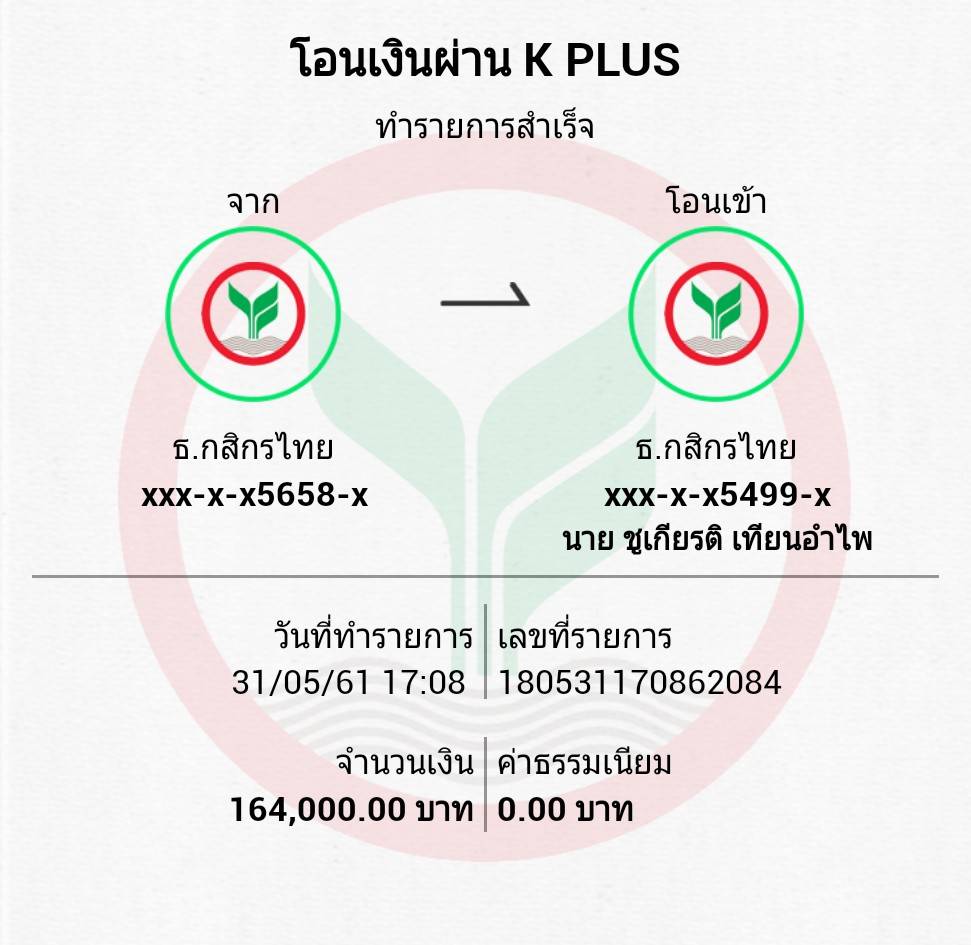 โอนเงินผ่าน K PLUS
ทำรายการสำเร็จ
จาก
โอนเข้า
ธ.กสิกรไทย
xxx-x-x5658-x
ธ.กสิกรไทย
xxx-x-x5499-x
นาย ชูเกียรติ เทียนอำไพ
วันที่ทำรายการ
31/05/61 17:08
เลขที่รายการ
180531170862084
จำนวนเงิน
164,000.00 บาท
ค่าธรรมเนียม
0.00 บาท